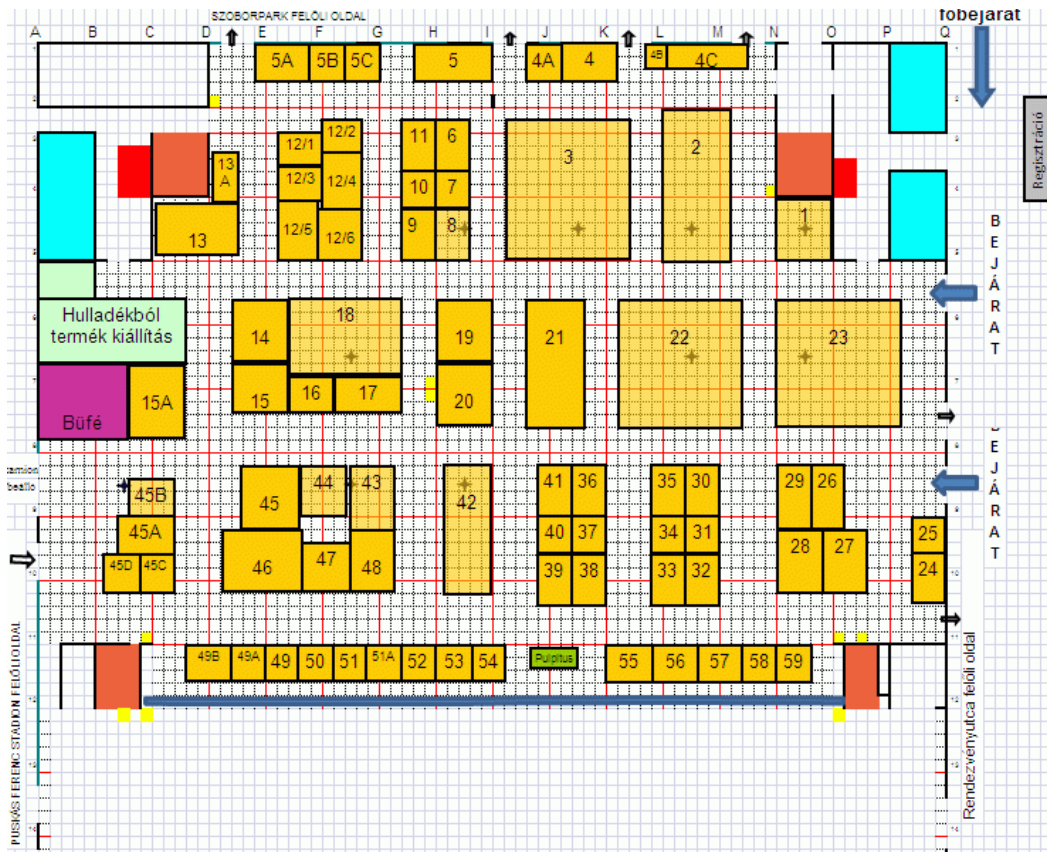 SZOBORPARK FELÖLI OLDAL
főbejárat
A B C D E F G H I J K L M N O P Q
5A 5B 5C 5 4A 4 4B 4C
Regisztráció
12/1 12/2 11 6 3 2
13
A
12/3 12/4 10 7
13 12/5 12/6 9 8 1
BEJÁRAT
Hulladékból
termék kiállítás
14 18 19 21 22 23
Büfé
15A 15 16 17 20
BEJÁRAT
kamion
45B 45 44 43 42 41 36 35 30 29 26
45A 40 37 34 31 25
45D 45C 46 47 48 39 38 33 32 28 27 24
49B 49A 49 50 51 51A 52 53 54 Pulpitus 55 56 57 58 59
PUSKÁS FERENC STADION FELŐLI OLDAL
Rendezvényutca felöli oldal